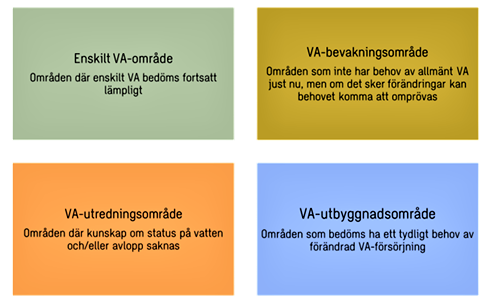 Enskilt VA-område
Områden där enskilt VA bedöms fortsatt
lämpligt
VA-bevakningsområde
Områden som inte har behov av allmänt VA
just nu, men om det sker förändringar kan
behovet komma att omprövas
VA-utredningsområde
Områden där kunskap om status på vatten
och/eller avlopp saknas
VA-utbyggnadsområde
Områden som bedöms ha ett tydligt behov av
förändrad VA-försörjning